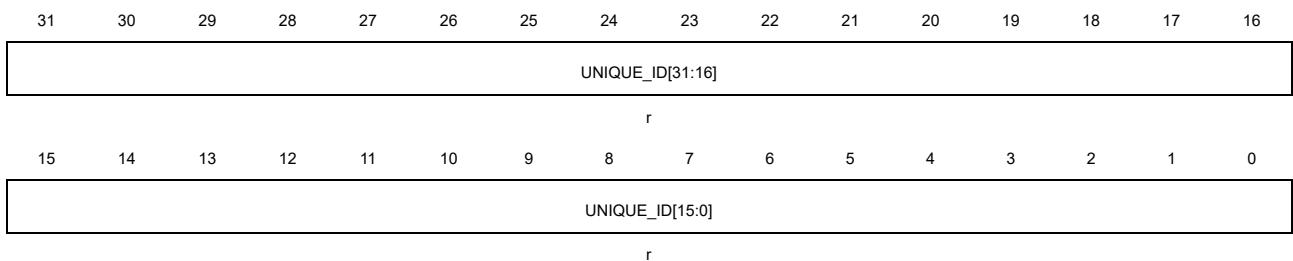 31 30 29 28 27 26 25 24 23 22 21 20 19 18 17 16
UNIQUE_ID[31:16]
r
15 14 13 12 11 10 9 8 7 6 5 4 3 2 1 0
UNIQUE_ID[15:0]
r